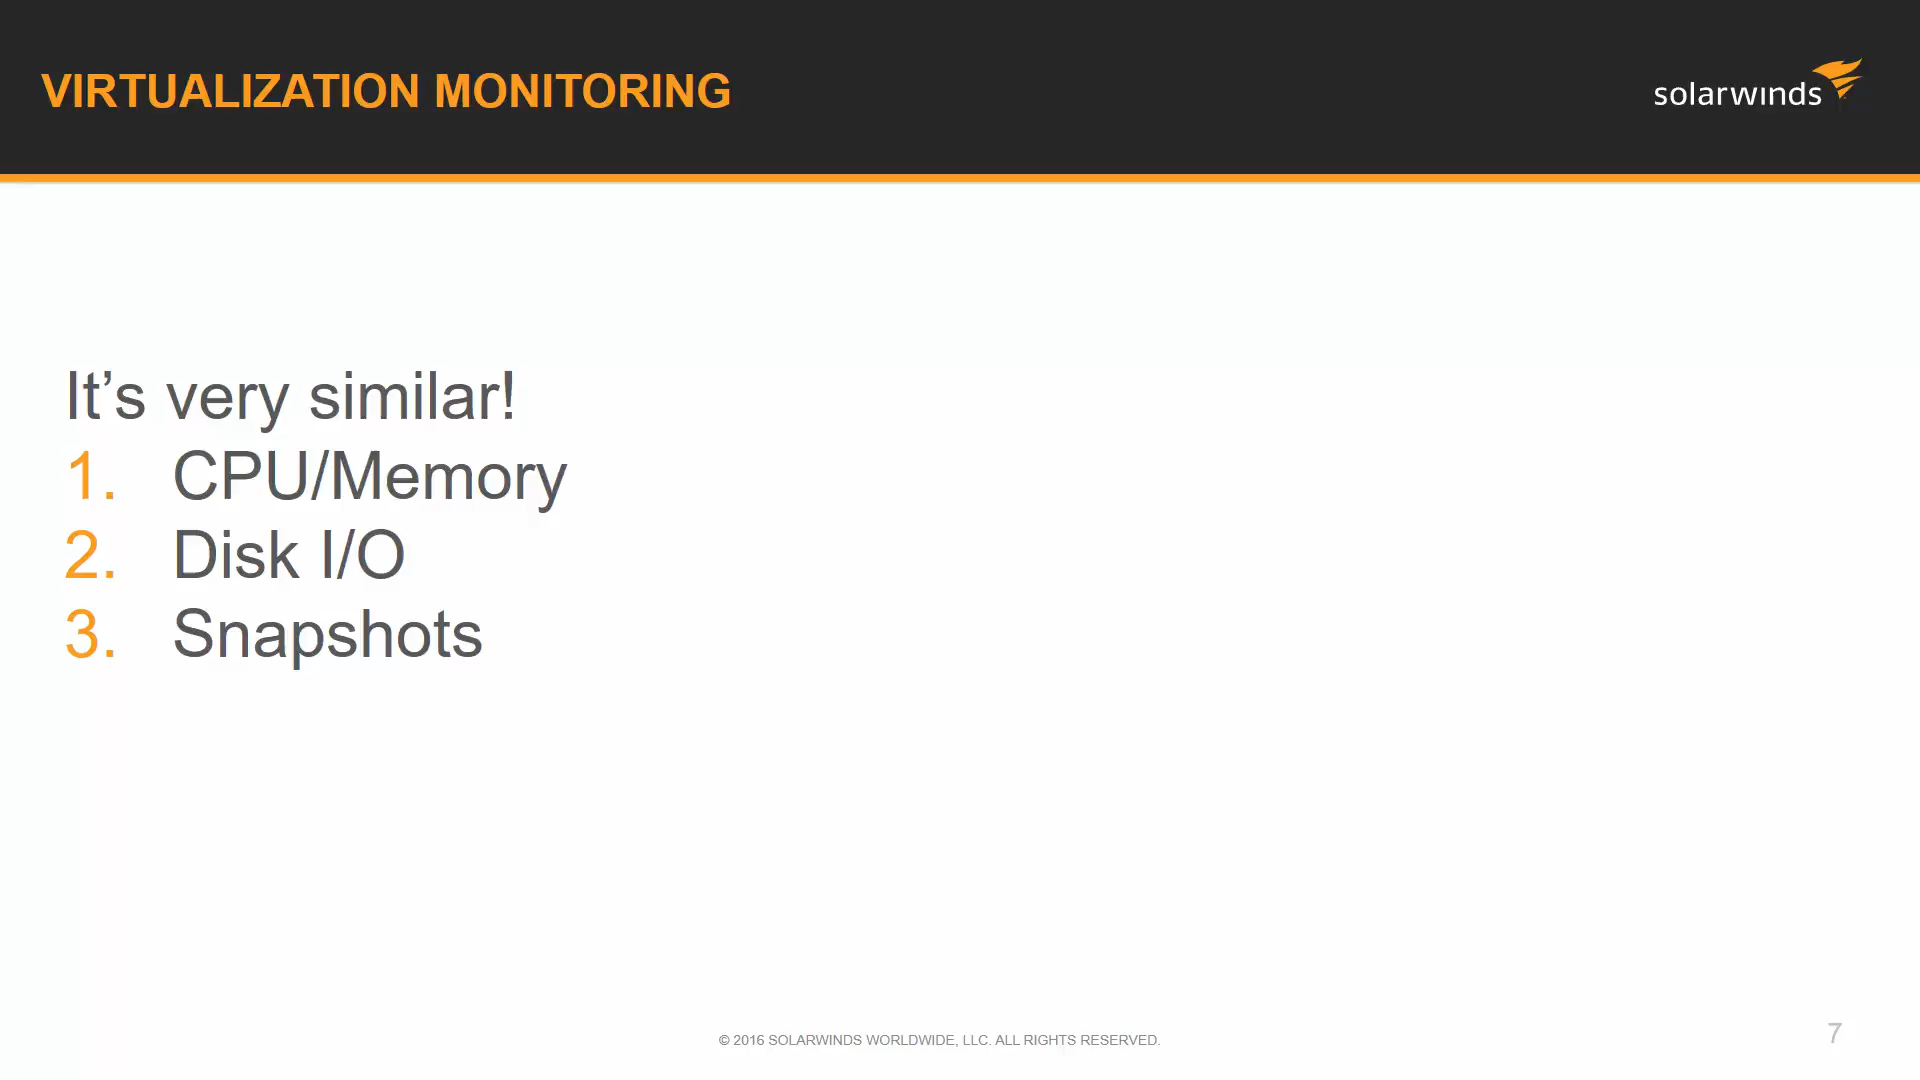 VIRTUALIZATION MONITORING
solarwinds
It’s very similar!
1. CPU/Memory
2. Disk I/O
3. Snapshots
© 2016 SOLARWINDS WORLDWIDE, LLC. ALL RIGHTS RESERVED.
7